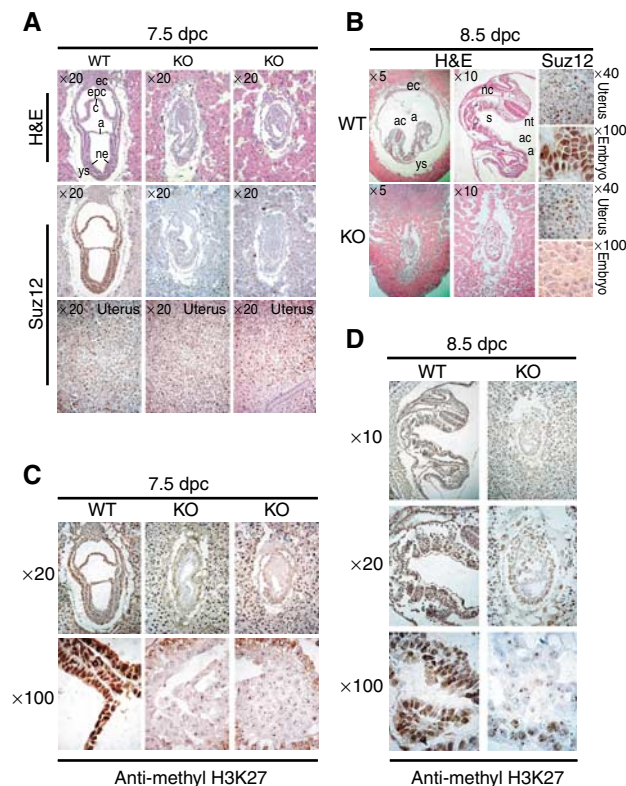 A
7.5 dpc
WT KO KO
H&E
×20 ec epc c a ne ys
×20
×20
Suz12
×20
×20
×20
×20 Uterus
×20 Uterus
×20 Uterus
B
8.5 dpc
H&E Suz12
WT
×5 ec ac a ys
×10 nc s nt ac a
×40 Uterus
×100 Embryo
KO
×5
×10
×40 Uterus
×100 Embryo
C
7.5 dpc
WT KO KO
×20
×100
Anti-methyl H3K27
D
8.5 dpc
WT KO
×10
×20
×100
Anti-methyl H3K27